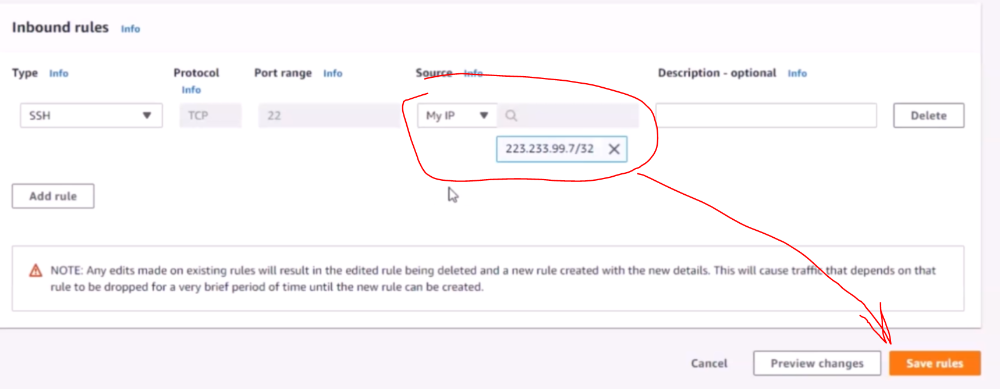 Inbound rules Info
Type Info Protocol Info Port range Info Source Info Description - optional Info
SSH TCP 22 My IP Delete
223.233.99.7/32
Add rule
NOTE: Any edits made on existing rules will result in the edited rule being deleted and a new rule created with the new details. This will cause traffic that depends on that
rule to be dropped for a very brief period of time until the new rule can be created.
Cancel Preview changes Save rules